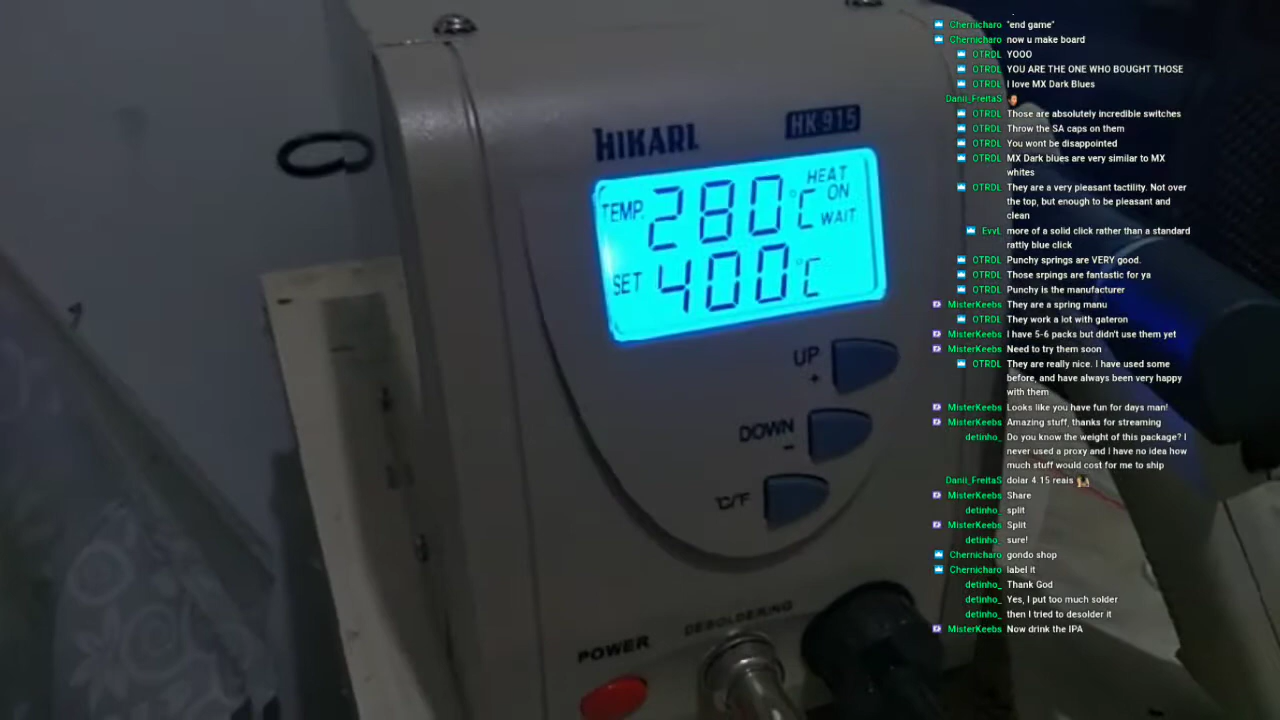 HIKARI
HK-915
TEMP. 280°C HEAT ON WAIT
SET 400°C
UP
+
DOWN
-
°C/F
POWER
DESOLDERING
Chernicharo "end game"
Chernicharo now u make board
OTRDL YOOO
OTRDL YOU ARE THE ONE WHO BOUGHT THOSE
OTRDL I love MX Dark Blues
Danii_FreitaS
OTRDL Those are absolutely incredible switches
OTRDL Throw the SA caps on them
OTRDL You wont be disappointed
OTRDL MX Dark blues are very similar to MX
whites
OTRDL They are a very pleasant tactility. Not over
the top, but enough to be pleasant and
clean
EvvL more of a solid click rather than a standard
rattly blue click
OTRDL Punchy springs are VERY good.
OTRDL Those srpings are fantastic for ya
OTRDL Punchy is the manufacturer
MisterKeebs They are a spring manu
OTRDL They work a lot with gateron
MisterKeebs I have 5-6 packs but didn't use them yet
MisterKeebs Need to try them soon
OTRDL They are really nice. I have used some
before, and have always been very happy
with them
MisterKeebs Looks like you have fun for days man!
MisterKeebs Amazing stuff, thanks for streaming
detinho_ Do you know the weight of this package? I
never used a proxy and I have no idea how
much stuff would cost for me to ship
Danii_FreitaS dolar 4.15 reais
MisterKeebs Share
detinho_ split
MisterKeebs Split
detinho_ sure!
Chernicharo gondo shop
Chernicharo label it
detinho_ Thank God
detinho_ Yes, I put too much solder
detinho_ then I tried to desolder it
MisterKeebs Now drink the IPA